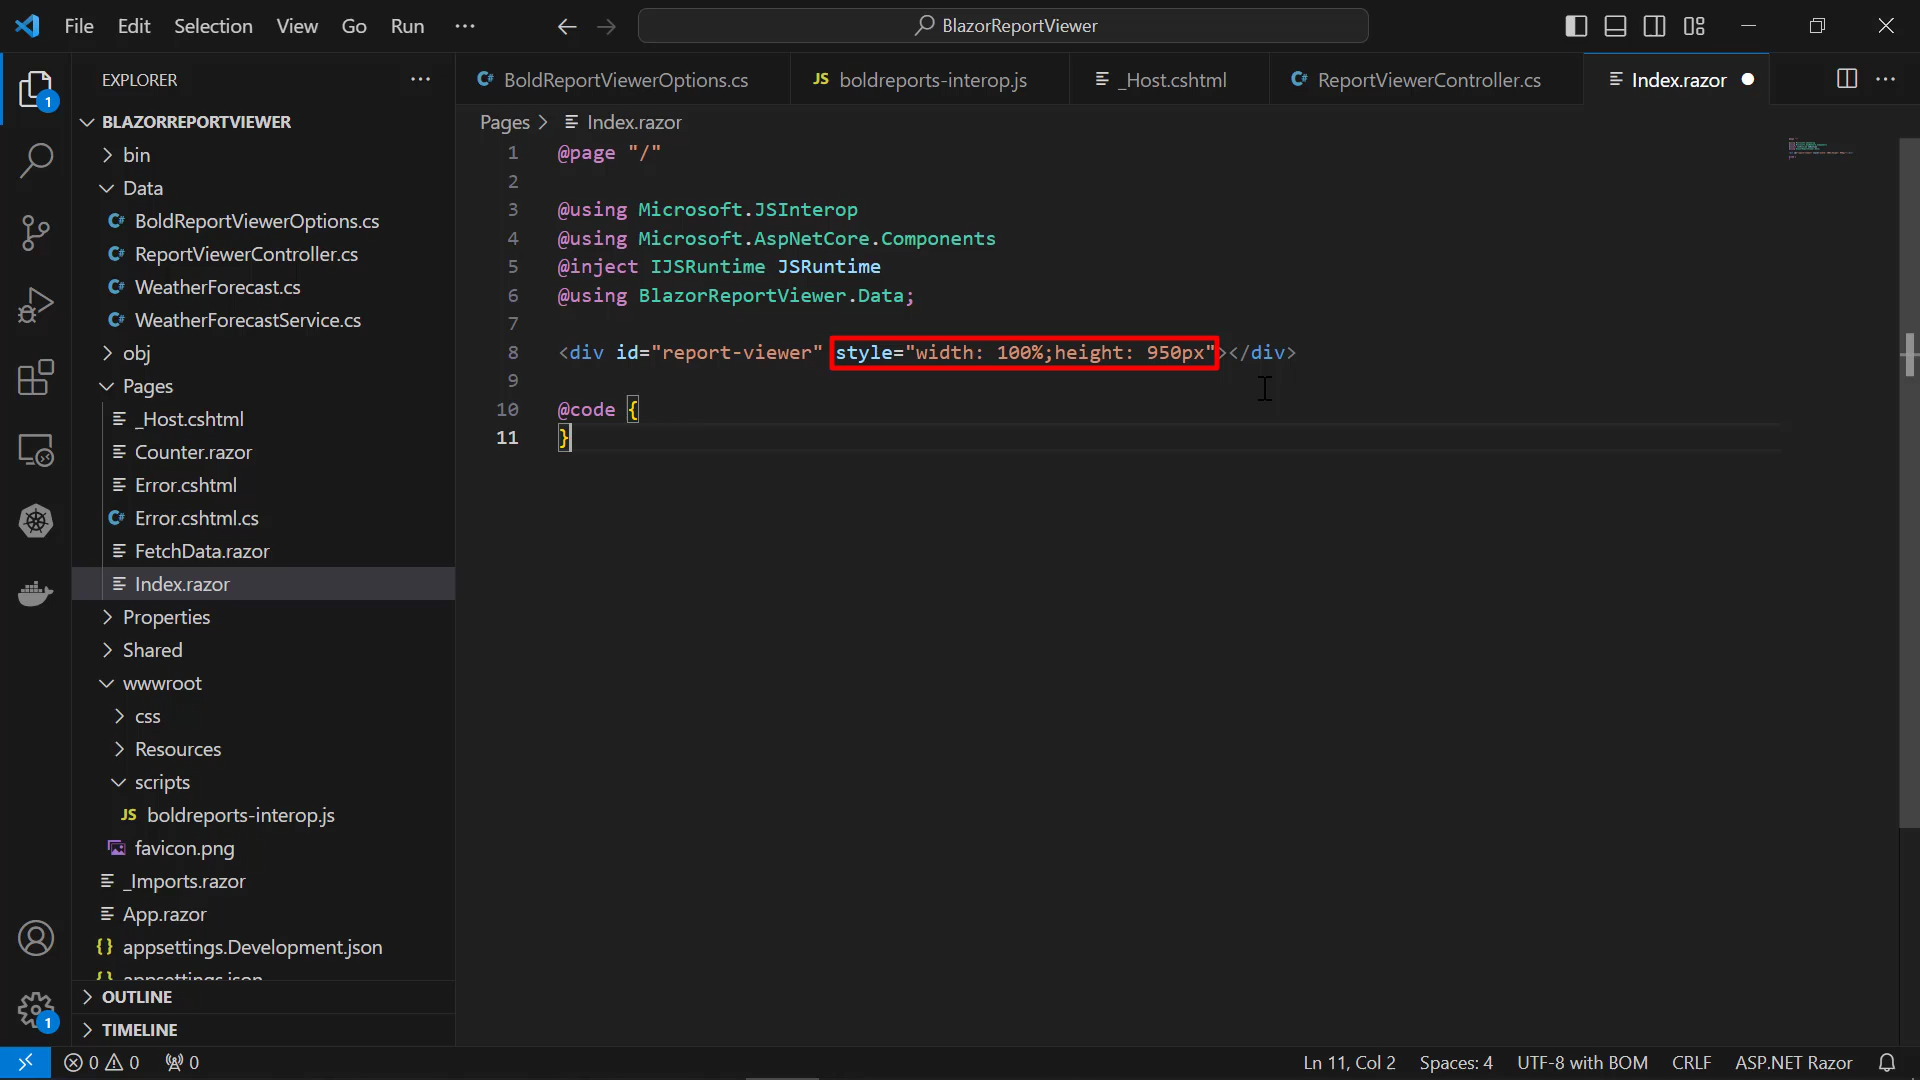 File Edit Selection View Go Run ···
BlazorReportViewer
EXPLORER ···
BoldReportViewerOptions.cs
JS boldreports-interop.js
_Host.cshtml
ReportViewerController.cs
Index.razor
BLAZORREPORTVIEWER
bin
Data
BoldReportViewerOptions.cs
ReportViewerController.cs
WeatherForecast.cs
WeatherForecastService.cs
obj
Pages
_Host.cshtml
Counter.razor
Error.cshtml
Error.cshtml.cs
FetchData.razor
Index.razor
Properties
Shared
wwwroot
css
Resources
scripts
JS boldreports-interop.js
favicon.png
_Imports.razor
App.razor
{} appsettings.Development.json
{} appsettings.json
OUTLINE
TIMELINE
1
1
Pages > Index.razor
1 @page "/"
2
3 @using Microsoft.JSInterop
4 @using Microsoft.AspNetCore.Components
5 @inject IJSRuntime JSRuntime
6 @using BlazorReportViewer.Data;
7
8 <div id="report-viewer" style="width: 100%;height: 950px"></div>
9
10 @code {
11 }
0 0 0
Ln 11, Col 2 Spaces: 4 UTF-8 with BOM CRLF ASP.NET Razor